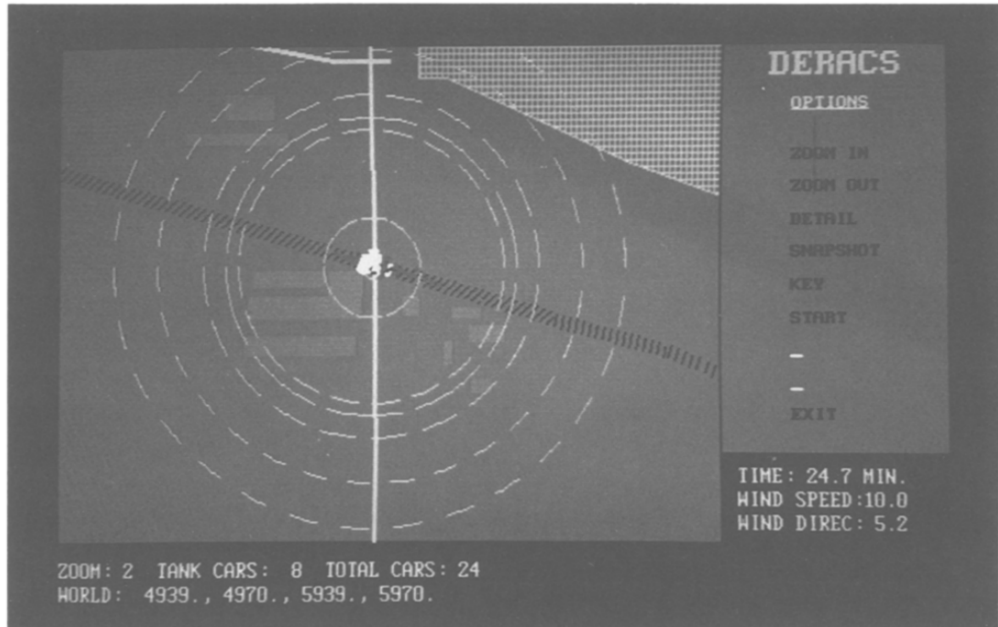 DERACS
OPTIONS
ZOOM IN
ZOOM OUT
DETAIL
SNAPSHOT
KEY
START
EXIT
TIME: 24.7 MIN.
WIND SPEED:10.0
WIND DIREC: 5.2
ZOOM: 2 TANK CARS: 8 TOTAL CARS: 24
WORLD: 4939., 4970., 5939., 5970.